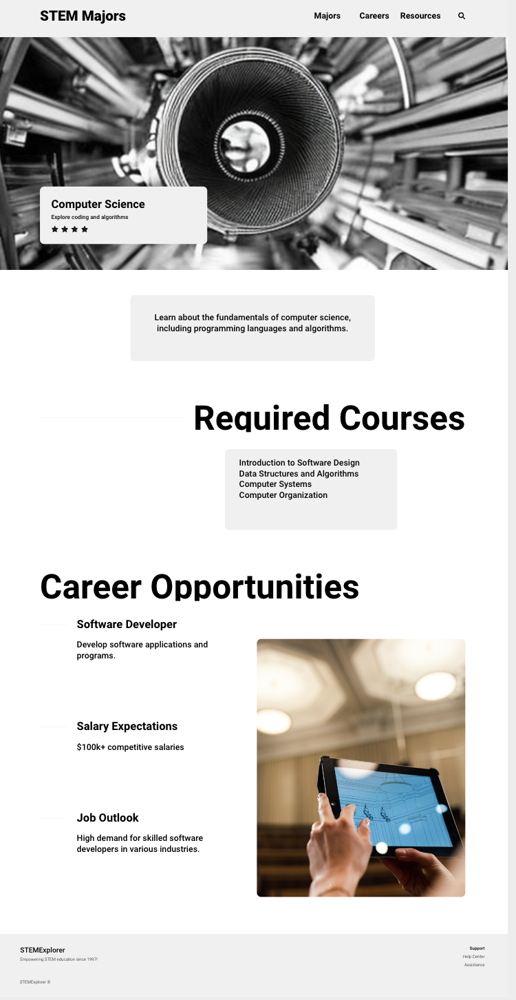 STEM Majors
Majors Careers Resources
Computer Science
Explore coding and algorithms
Learn about the fundamentals of computer science,
including programming languages and algorithms.
Required Courses
Introduction to Software Design
Data Structures and Algorithms
Computer Systems
Computer Organization
Career Opportunities
Software Developer
Develop software applications and
programs.
Salary Expectations
$100k+ competitive salaries
Job Outlook
High demand for skilled software
developers in various industries.
STEMExplorer
Empowering STEM education since 1997!
STEMExplorer ©
Support
Help Center
Assistance